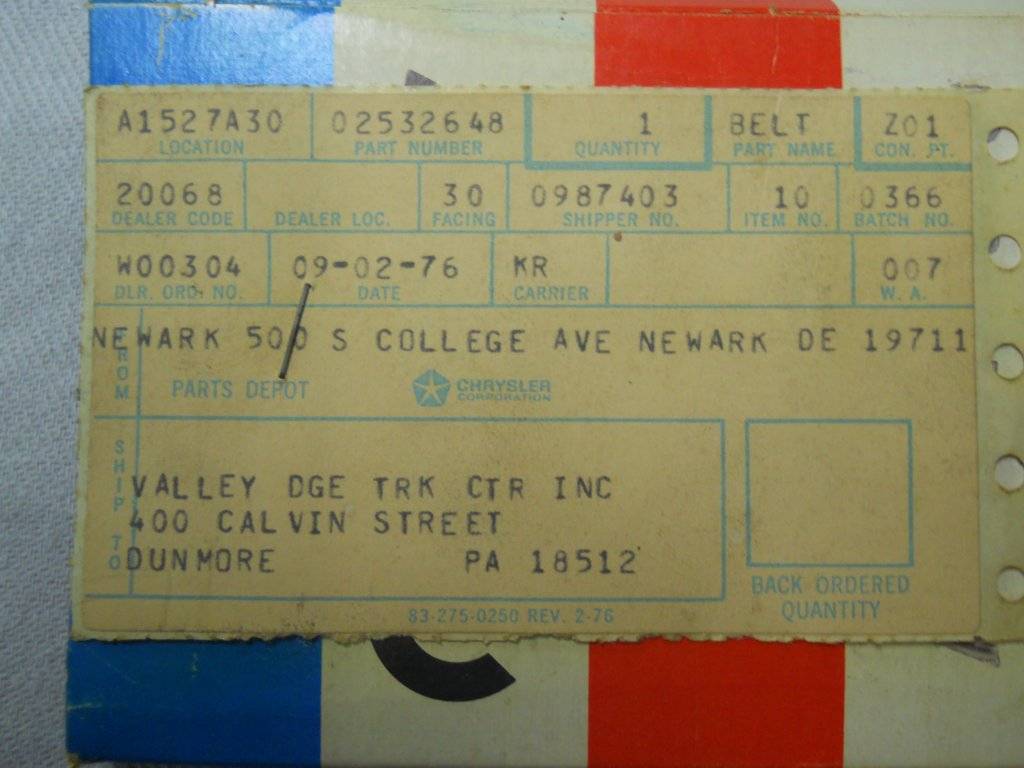 A1527A30 02532648 1 BELT Z01
LOCATION PART NUMBER QUANTITY PART NAME CON. PT.
20068 30 0987403 10 0366
DEALER CODE DEALER LOC. FACING SHIPPER NO. ITEM NO. BATCH NO.
W00304 09-02-76 KR 007
DLR. ORD. NO. DATE CARRIER W. A.
FROM
NEWARK 500 S COLLEGE AVE NEWARK DE 19711
PARTS DEPOT CHRYSLER
CORPORATION
SHIP TO
VALLEY DGE TRK CTR INC
400 CALVIN STREET
DUNMORE PA 18512
BACK ORDERED
QUANTITY
83-275-0250 REV. 2-76